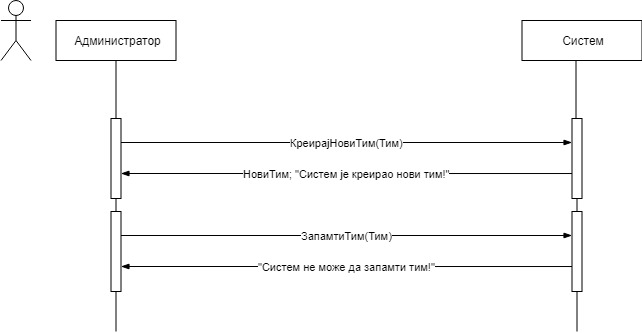 Администратор
Систем
КреирајНовиТим(Тим)
НовиТим; "Систем је креирао нови тим!"
ЗапамтиТим(Тим)
"Систем не може да запамти тим!"